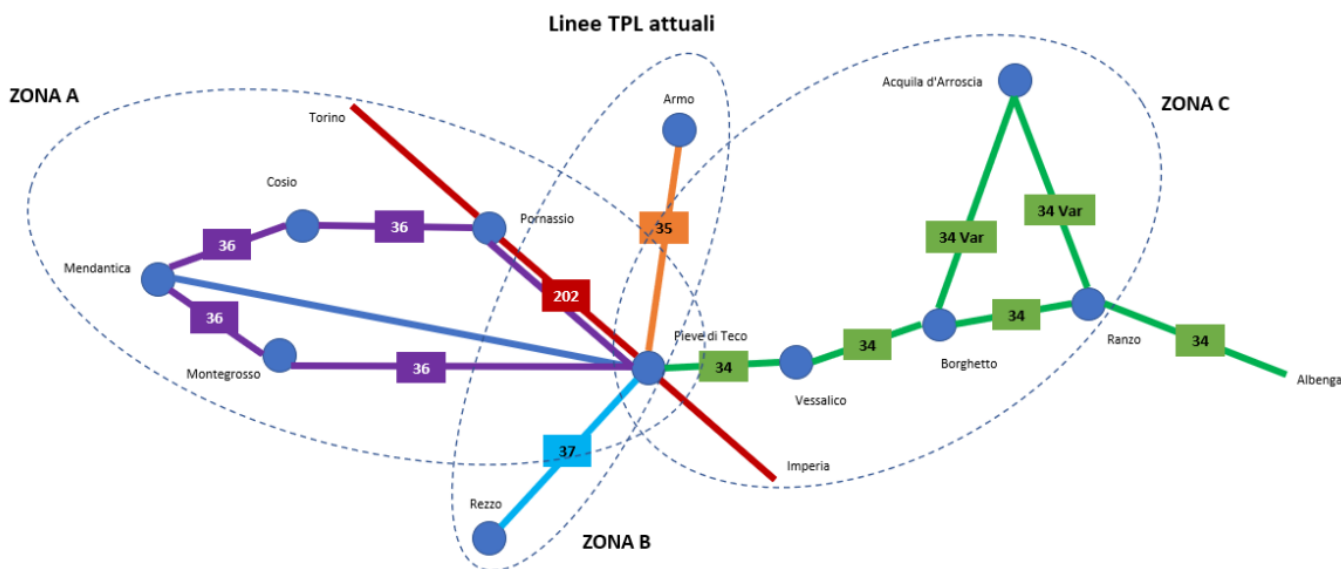 Linee TPL attuali
ZONA A
ZONA C
Acquila d'Arroscia
Armo
Torino
Cosio
Pornassio
36
36
35
34 Var
34 Var
Mendantica
36
202
Pieve di Teco
34
34
34
34
Ranzo
Borghetto
Montegrosso
36
Vessalico
Albenga
37
Imperia
Rezzo
ZONA B